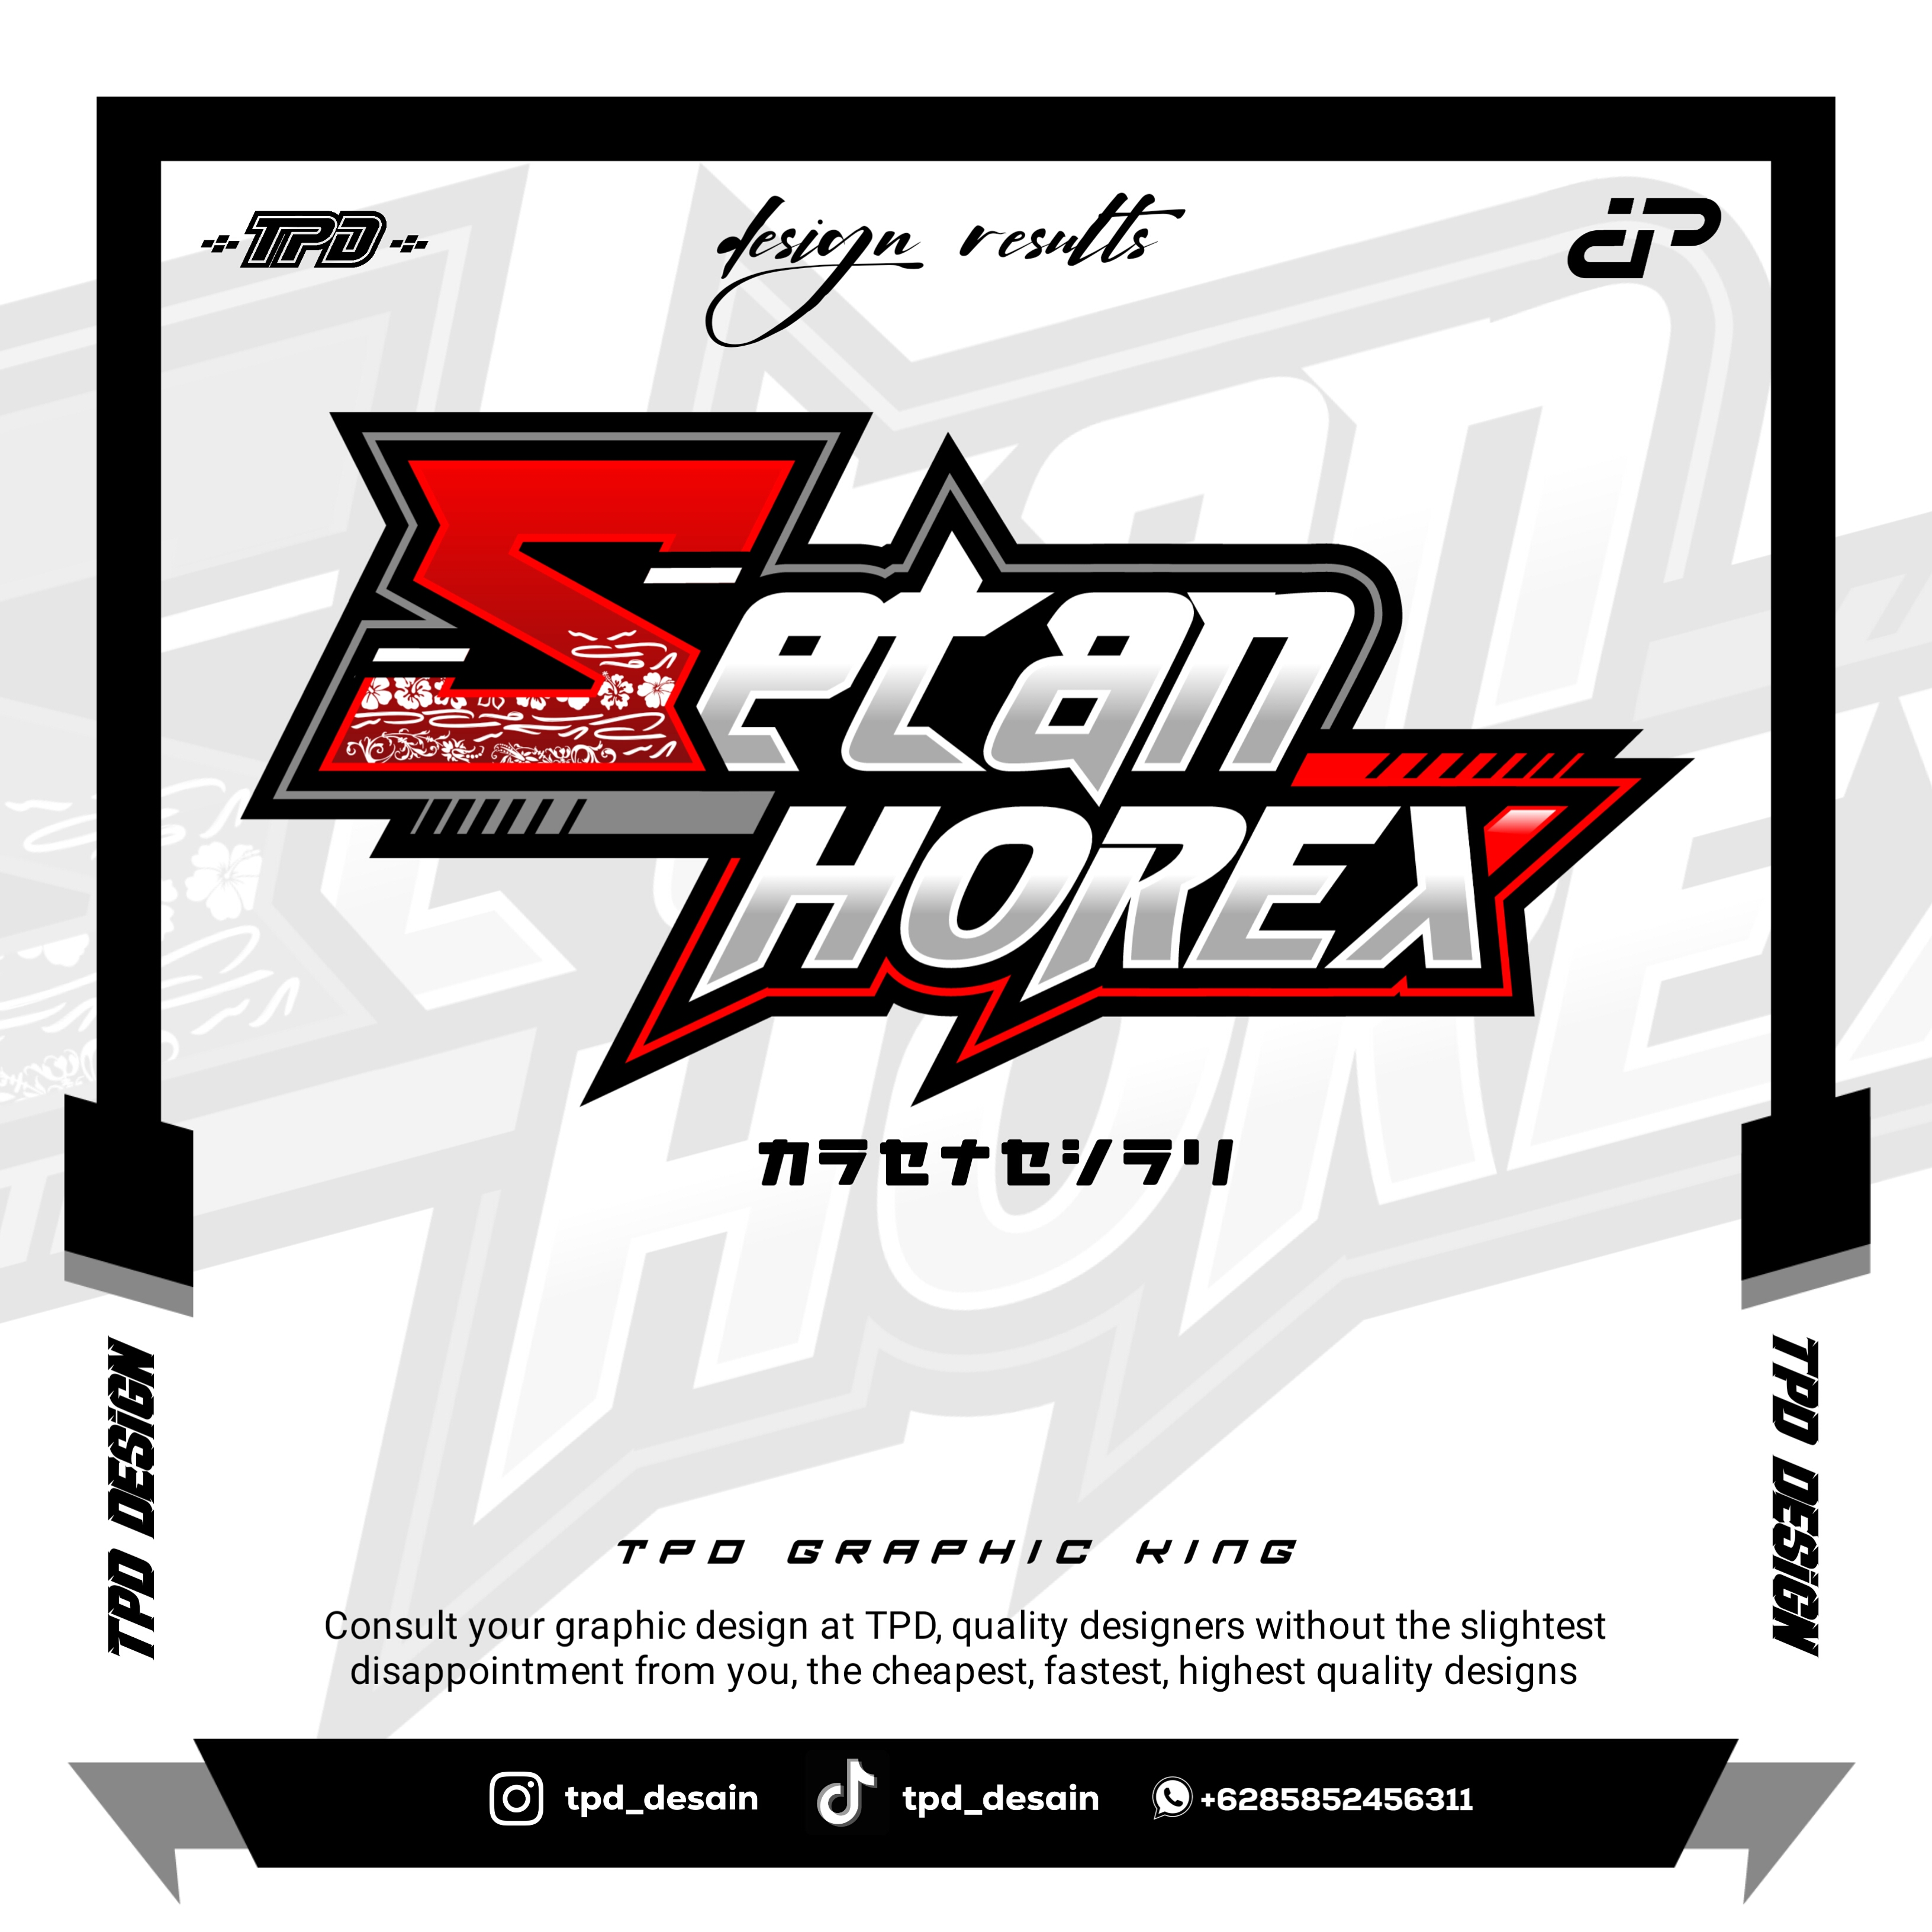 TPD
design results
Setan
HOREX
カラセナセシラリ
TPD DESiGN
TPD DESiGN
TPD GRAPHIC KING
Consult your graphic design at TPD, quality designers without the slightest
disappointment from you, the cheapest, fastest, highest quality designs
tpd_desain tpd_desain +6285852456311